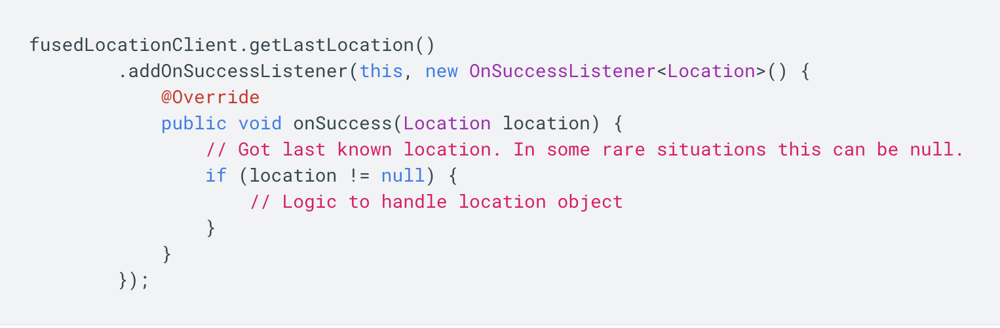 fusedLocationClient.getLastLocation()
        .addOnSuccessListener(this, new OnSuccessListener<Location>() {
            @Override
            public void onSuccess(Location location) {
                // Got last known location. In some rare situations this can be null.
                if (location != null) {
                    // Logic to handle location object
                }
            }
        });